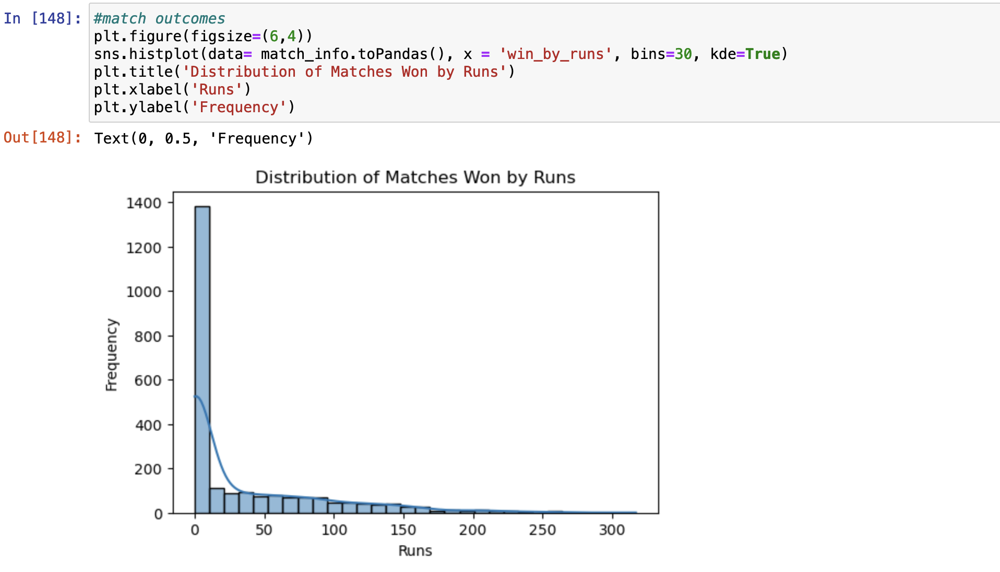 In [148]: #match outcomes
plt.figure(figsize=(6,4))
sns.histplot(data= match_info.toPandas(), x = 'win_by_runs', bins=30, kde=True)
plt.title('Distribution of Matches Won by Runs')
plt.xlabel('Runs')
plt.ylabel('Frequency')
Out[148]: Text(0, 0.5, 'Frequency')
Distribution of Matches Won by Runs
1400
1200
1000
800
600
400
200
0
Frequency
0 50 100 150 200 250 300
Runs